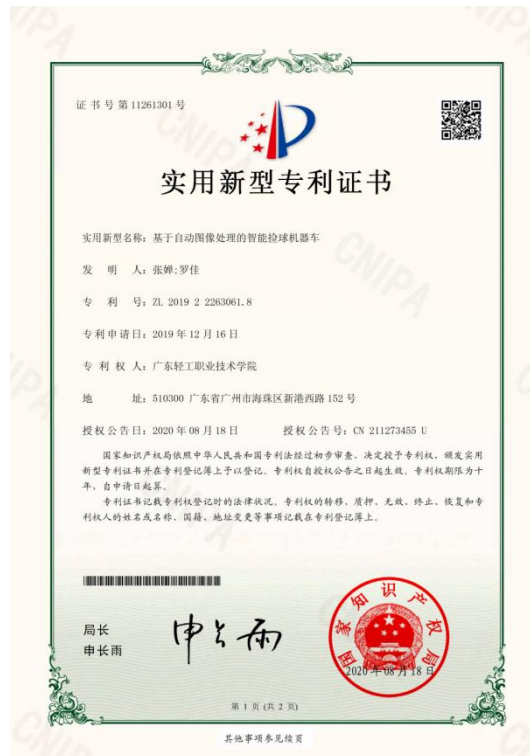 证书号第11261301号
实用新型专利证书
实用新型名称：基于自动图像处理的智能捡球机器车
发明人：张婵;罗佳
专利号：ZL 2019 2 2263061.8
专利申请日：2019年12月16日
专利权人：广东轻工职业技术学院
地址：510300 广东省广州市海珠区新港西路152号
授权公告日：2020年08月18日 授权公告号：CN 211273455 U
国家知识产权局依照中华人民共和国专利法经过初步审查，决定授予专利权，颁发实用
新型专利证书并在专利登记簿上予以登记。专利权自授权公告之日起生效。专利权期限为十
年，自申请日起算。
专利证书记载专利权登记时的法律状况。专利权的转移、质押、无效、终止、恢复和专
利权人的姓名或名称、国籍、地址变更等事项记载在专利登记簿上。
局长
申长雨
申长雨
国家知识产权局
2020年08月18日
第 1 页 (共 2 页)
其他事项参见续页
CNIPA
CNIPA
CNIPA
CNIPA